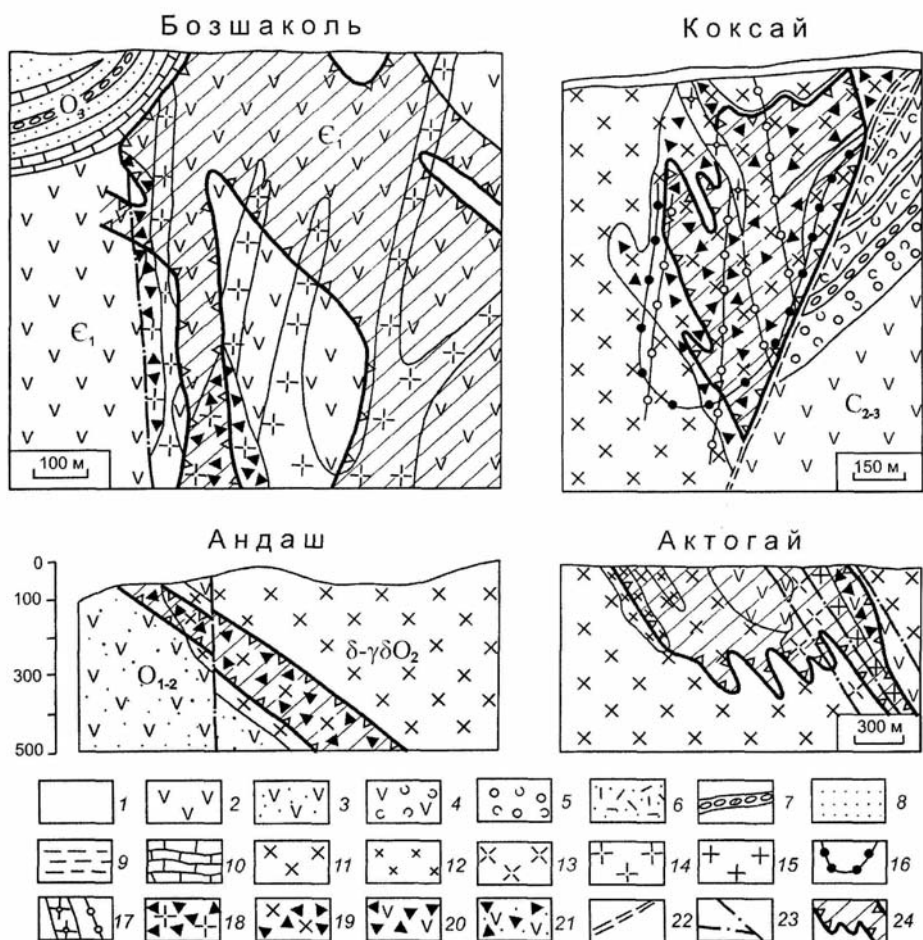 Бозшаколь
Коксай
O₃
Є₁
Є₁
100 м
C₂₋₃
150 м
Андаш
Актогай
0
100
300
500
O₁₋₂
δ-γδO₂
300 м
1 2 3 4 5 6 7 8
9 10 11 12 13 14 15 16
17 18 19 20 21 22 23 24